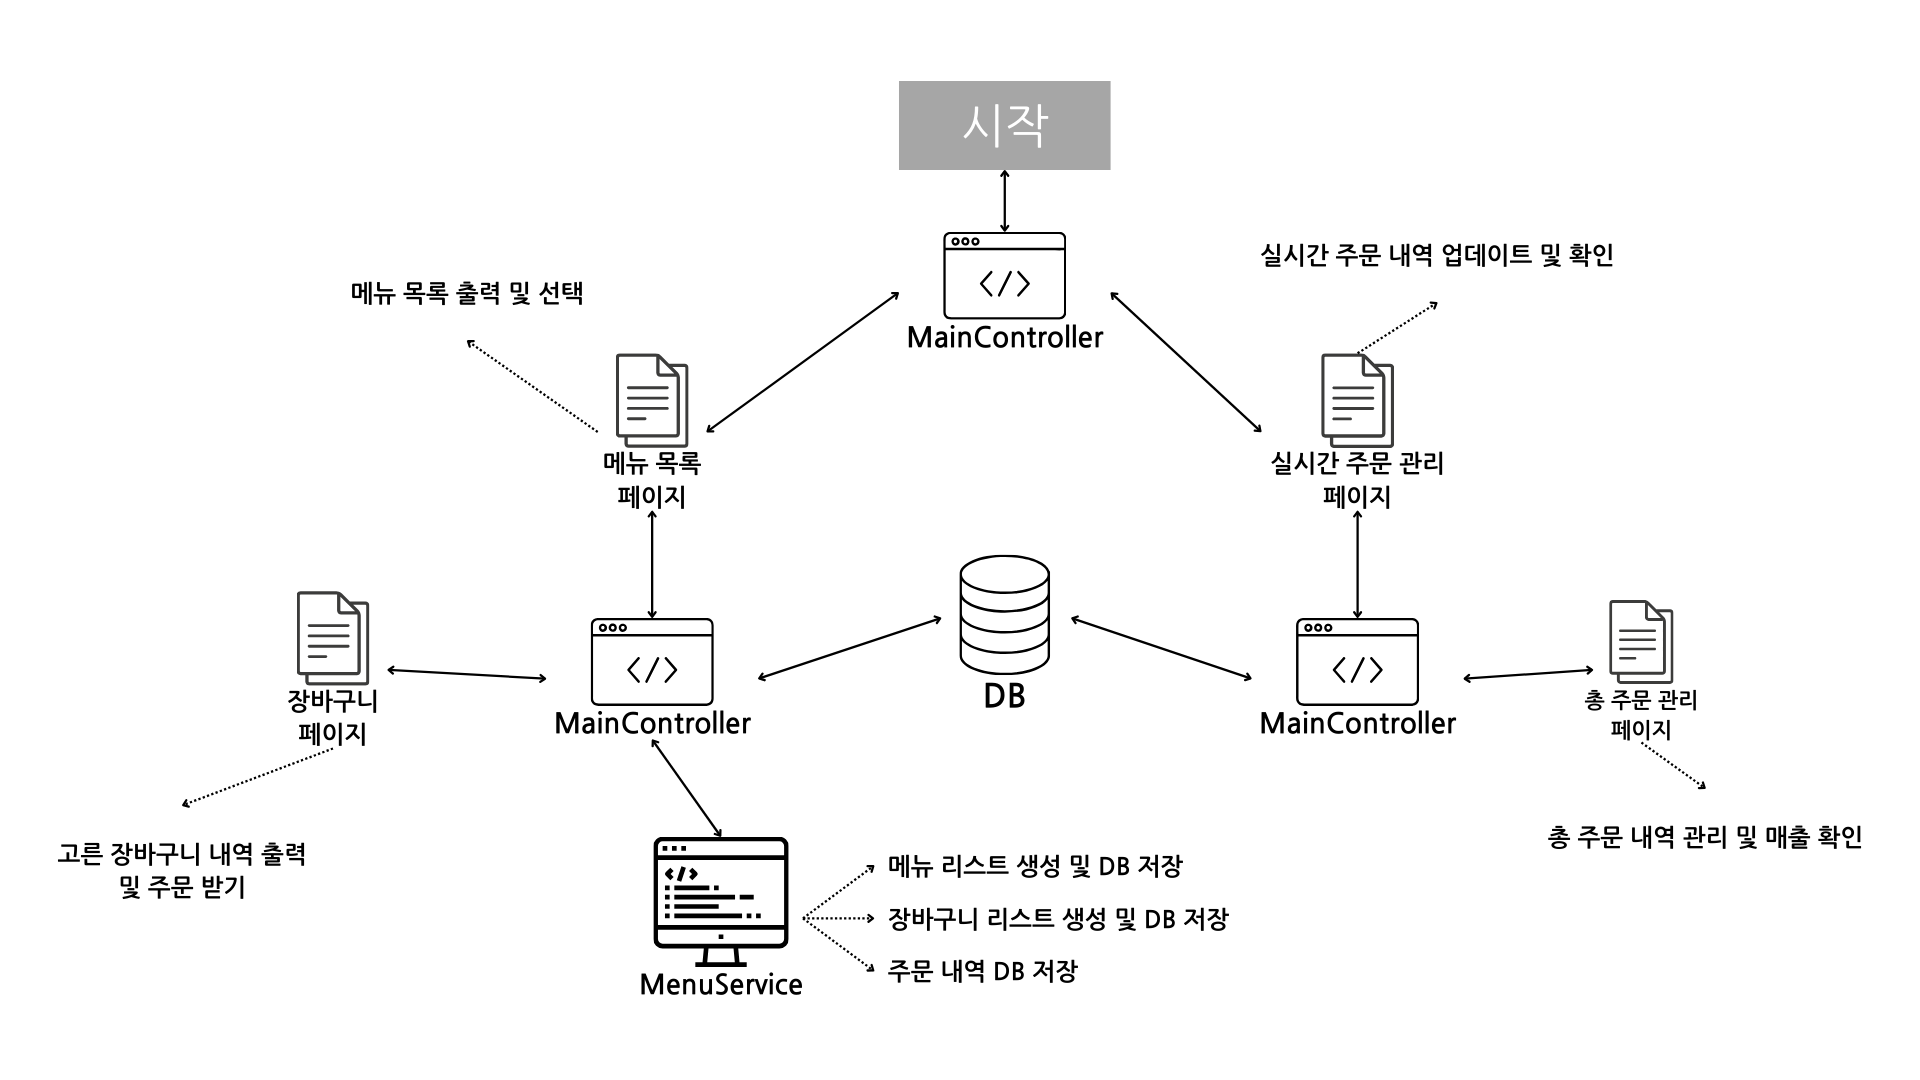 시작
MainController
실시간 주문 내역 업데이트 및 확인
메뉴 목록 출력 및 선택
메뉴 목록
페이지
실시간 주문 관리
페이지
장바구니
페이지
MainController
DB
MainController
총 주문 관리
페이지
고른 장바구니 내역 출력
및 주문 받기
총 주문 내역 관리 및 매출 확인
메뉴 리스트 생성 및 DB 저장
장바구니 리스트 생성 및 DB 저장
주문 내역 DB 저장
MenuService